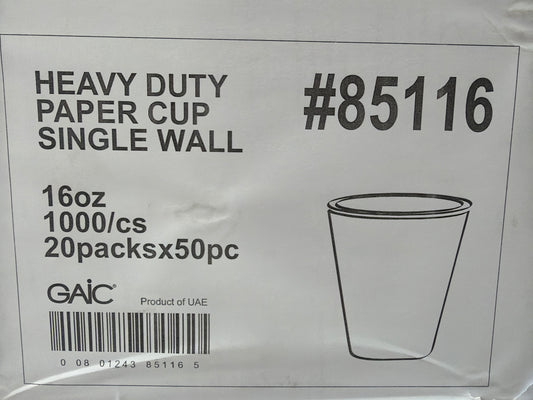 HEAVY DUTY
PAPER CUP
SINGLE WALL
#85116
16oz
1000/cs
20packsx50pc
GAiC®
Product of UAE
0 08 01243 85116 5